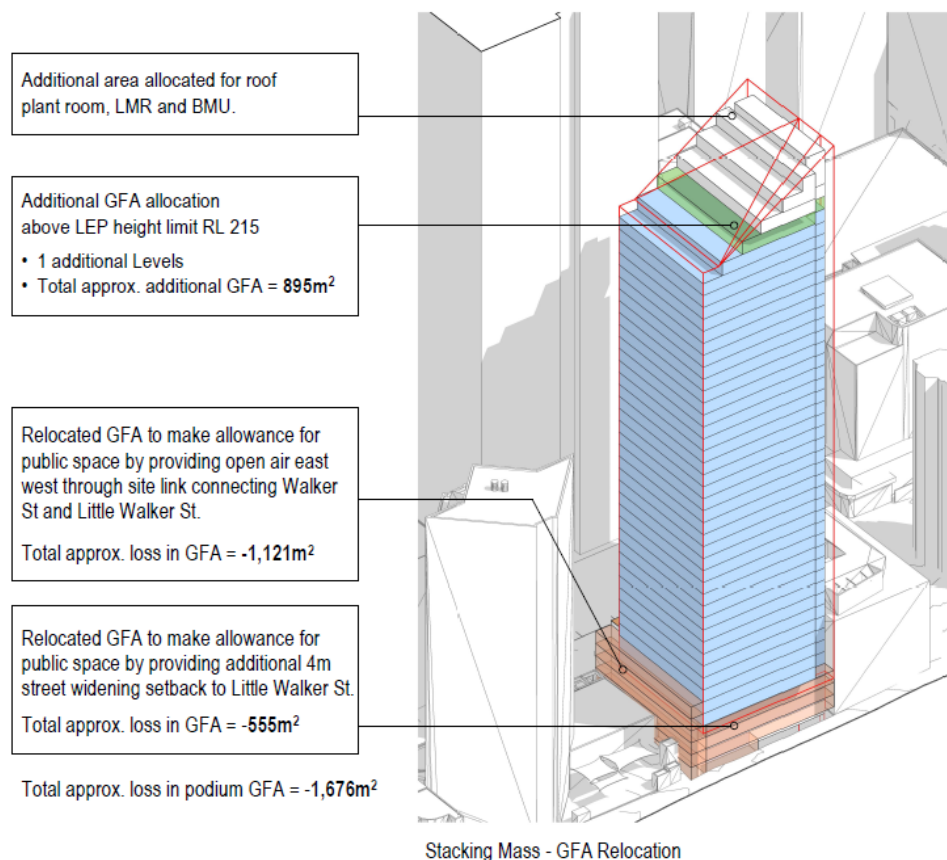 Additional area allocated for roof
plant room, LMR and BMU.
Additional GFA allocation
above LEP height limit RL 215
• 1 additional Levels
• Total approx. additional GFA = 895m²
Relocated GFA to make allowance for
public space by providing open air east
west through site link connecting Walker
St and Little Walker St.
Total approx. loss in GFA = -1,121m²
Relocated GFA to make allowance for
public space by providing additional 4m
street widening setback to Little Walker St.
Total approx. loss in GFA = -555m²
Total approx. loss in podium GFA = -1,676m²
Stacking Mass - GFA Relocation